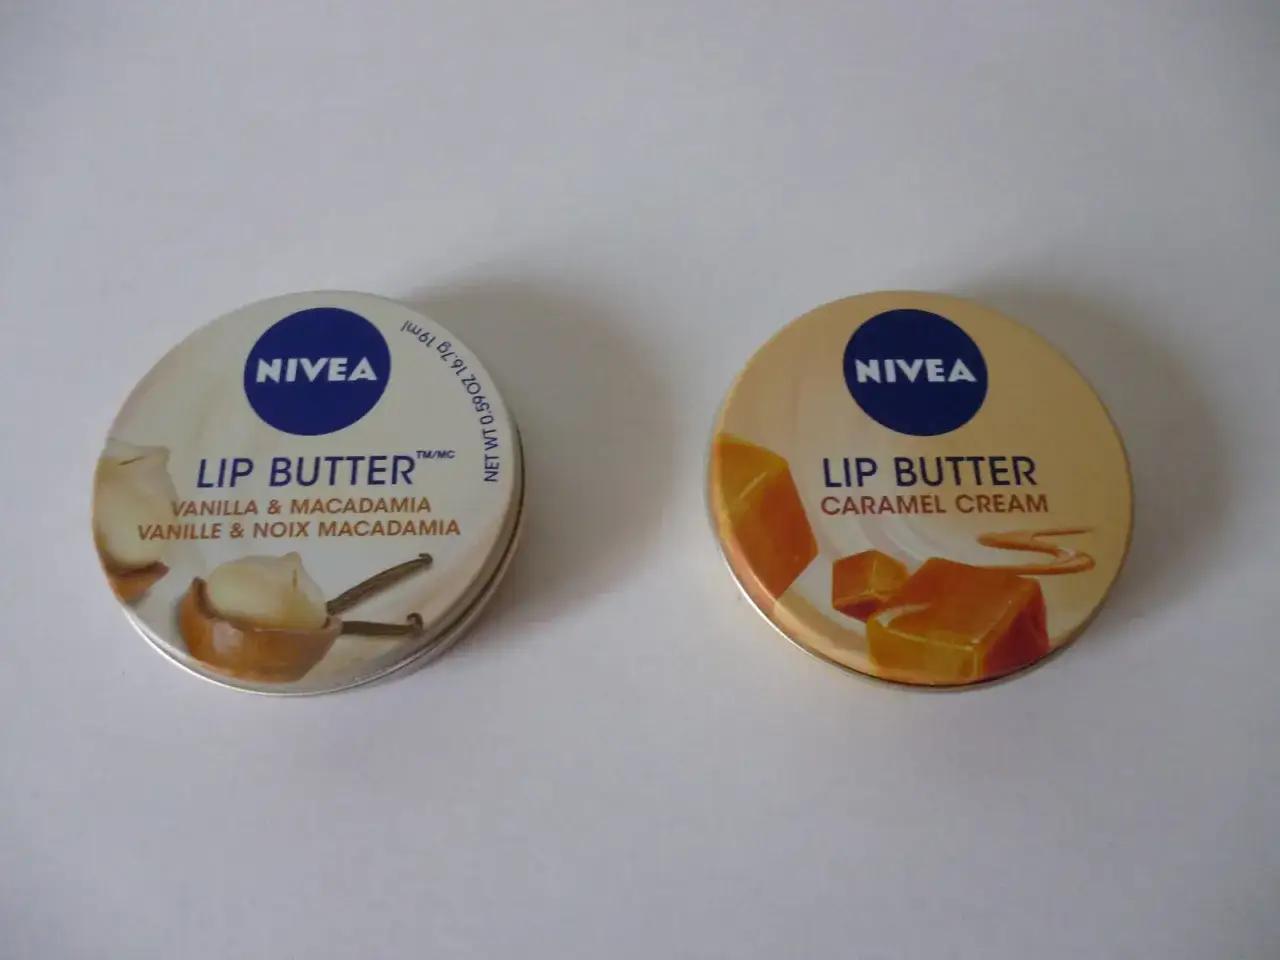 NIVEA
NET WT 0.59OZ 16.7g 19ml
LIP BUTTER™/MC
VANILLA & MACADAMIA
VANILLE & NOIX MACADAMIA
NIVEA
LIP BUTTER
CARAMEL CREAM